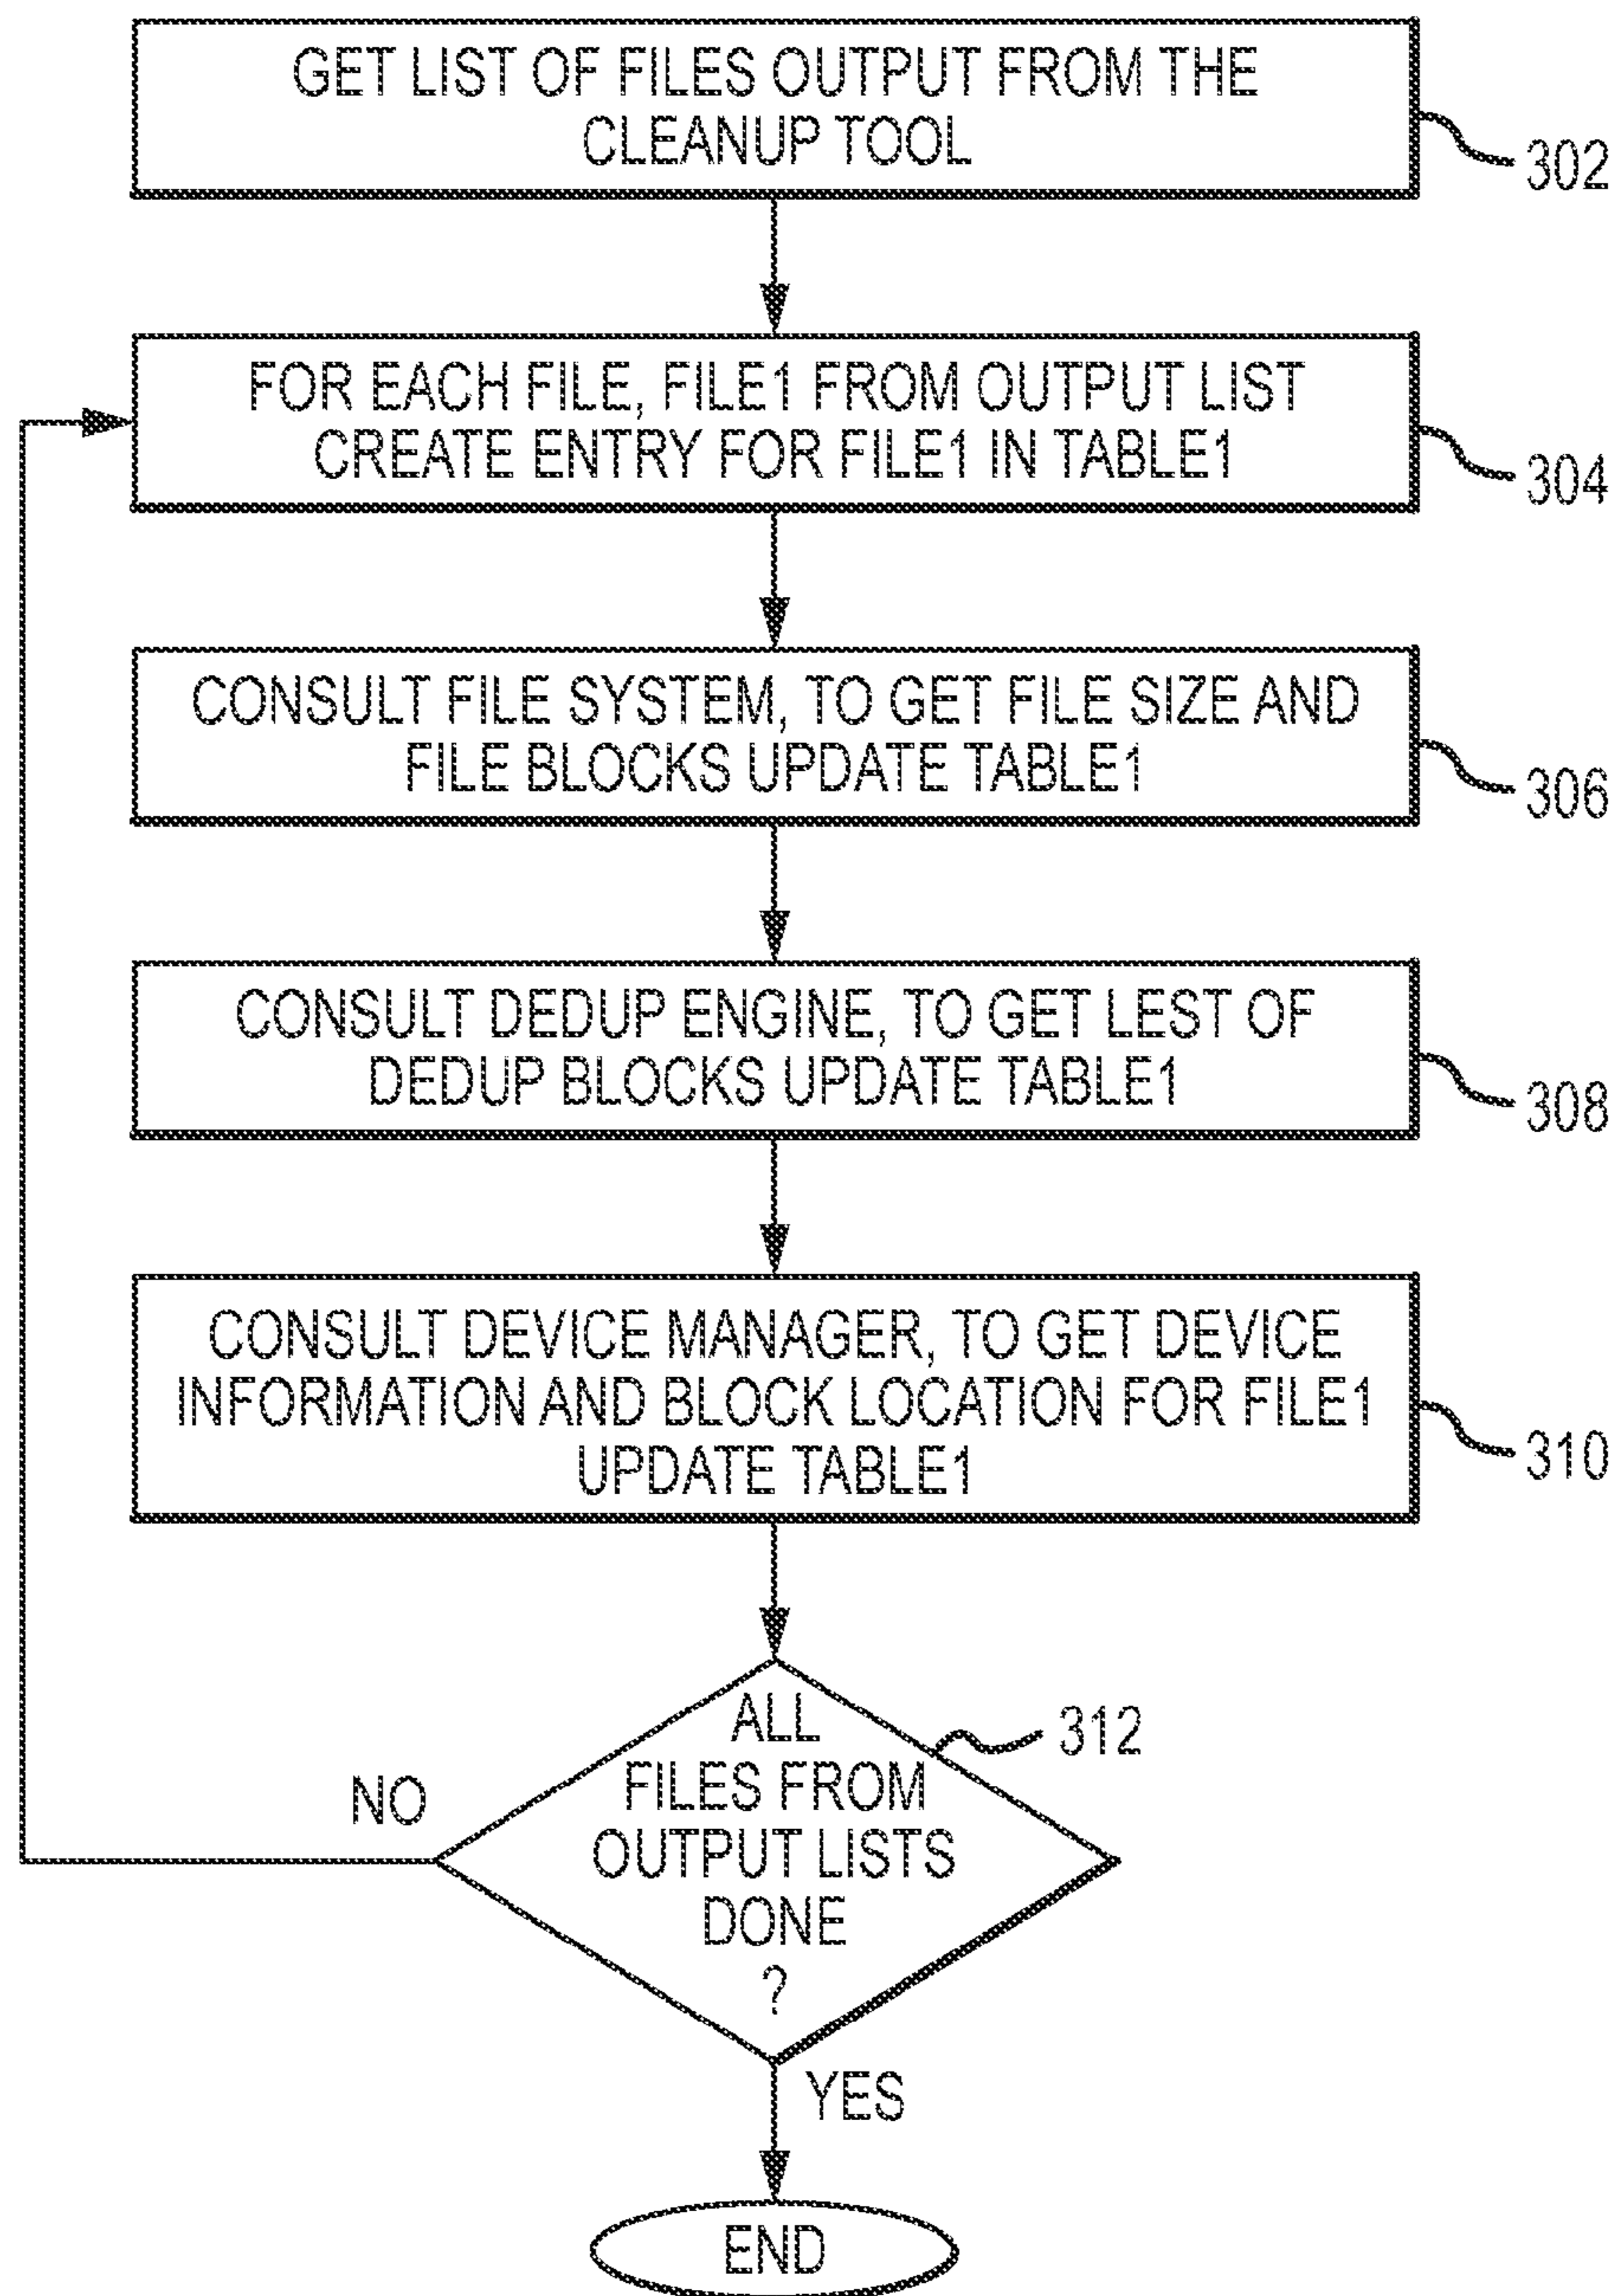 GET LIST OF FILES OUTPUT FROM THE
CLEANUP TOOL
302
FOR EACH FILE, FILE1 FROM OUTPUT LIST
CREATE ENTRY FOR FILE1 IN TABLE1
304
CONSULT FILE SYSTEM, TO GET FILE SIZE AND
FILE BLOCKS UPDATE TABLE1
306
CONSULT DEDUP ENGINE, TO GET LEST OF
DEDUP BLOCKS UPDATE TABLE1
308
CONSULT DEVICE MANAGER, TO GET DEVICE
INFORMATION AND BLOCK LOCATION FOR FILE1
UPDATE TABLE1
310
ALL
FILES FROM
OUTPUT LISTS
DONE
?
312
NO
YES
END